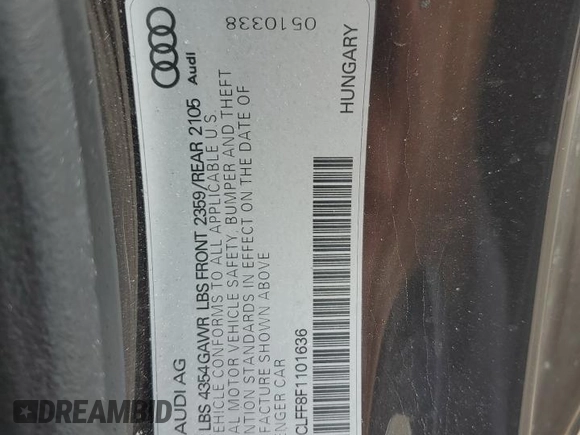 0510338
Audi
AUDI AG
LBS 4354 GAWR LBS FRONT 2359/REAR 2105
EHICLE CONFORMS TO ALL APPLICABLE U.S.
AL MOTOR VEHICLE SAFETY, BUMPER AND THEFT
NTION STANDARDS IN EFFECT ON THE DATE OF
FACTURE SHOWN ABOVE
ENGER CAR
HUNGARY
CLFF8F1101636
DREAMBID